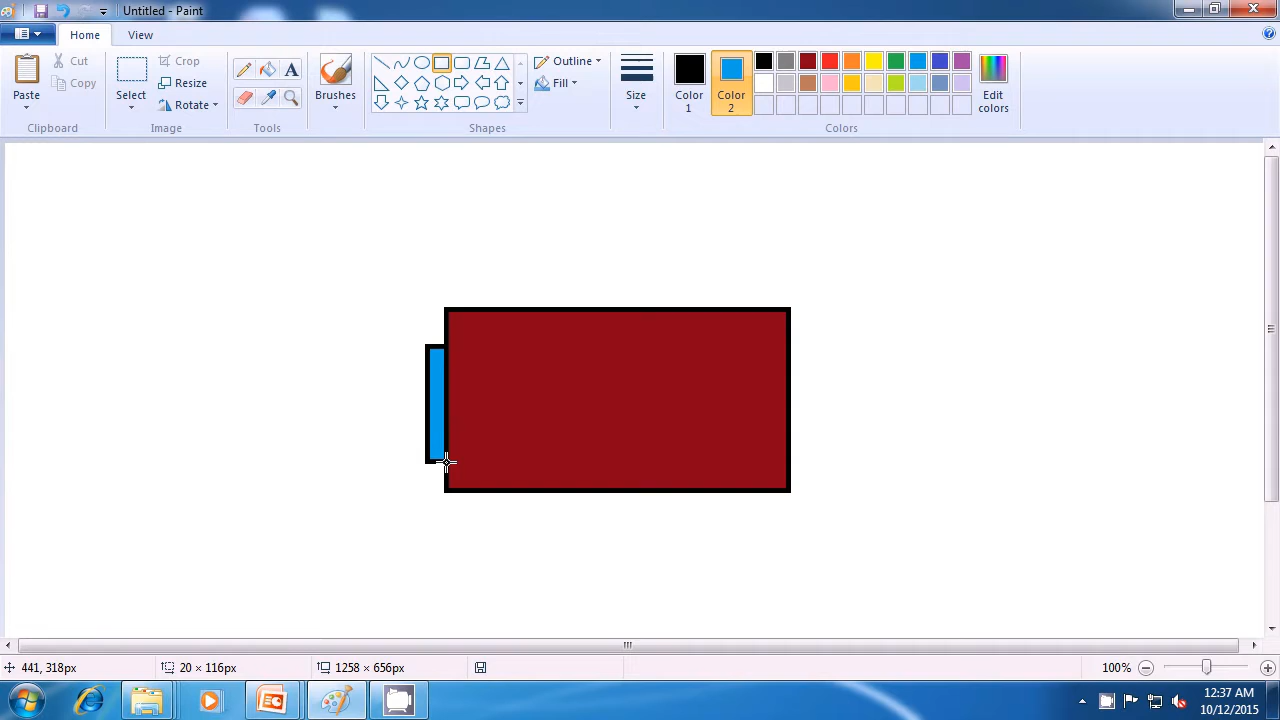 Untitled - Paint
Home View
Paste
Cut
Copy
Clipboard
Select
Crop
Resize
Rotate
Image
A
Tools
Brushes
Outline
Fill
Shapes
Size
Color 1
Color 2
Edit colors
Colors
441, 318px 20 × 116px 1258 × 656px 100%
12:37 AM
10/12/2015